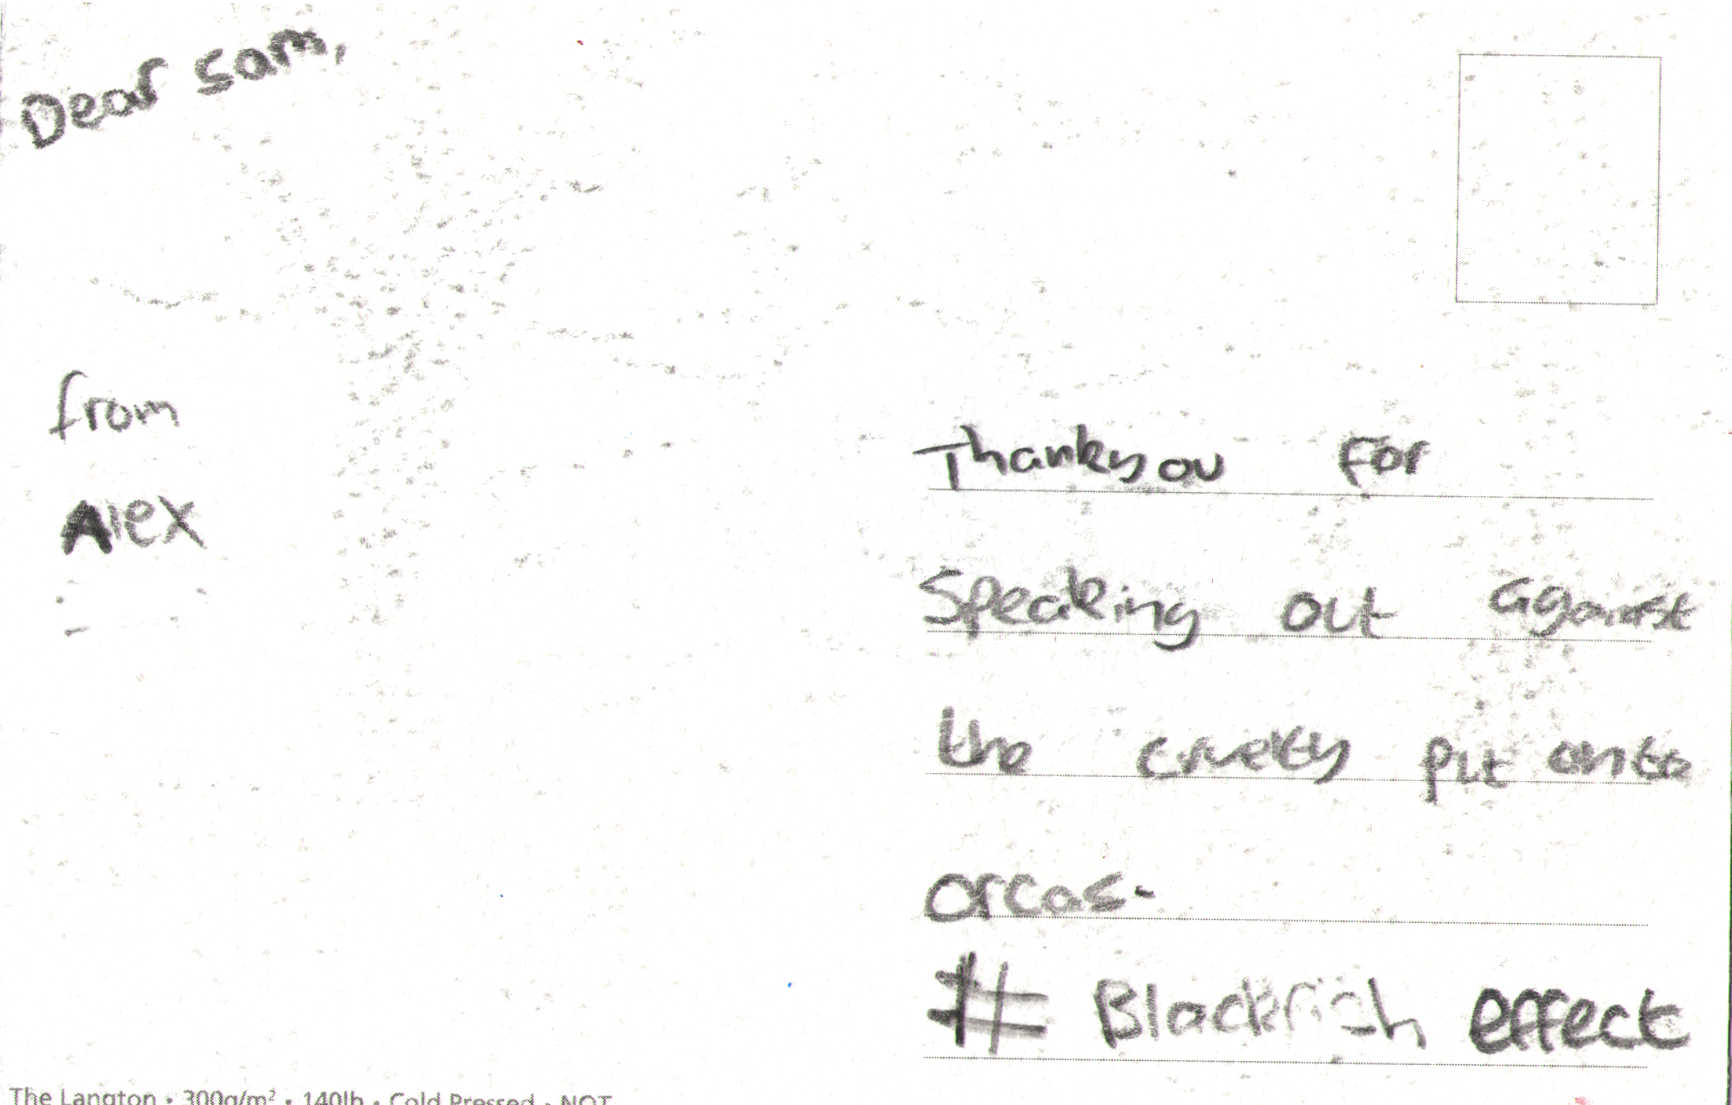 Dear Sam,
from
Alex
Thankyou For
Speaking out against
the cruelty put onto
orcas.
# Blackfish effect
The Langton • 300g/m² • 140lb • Cold Pressed • NOT